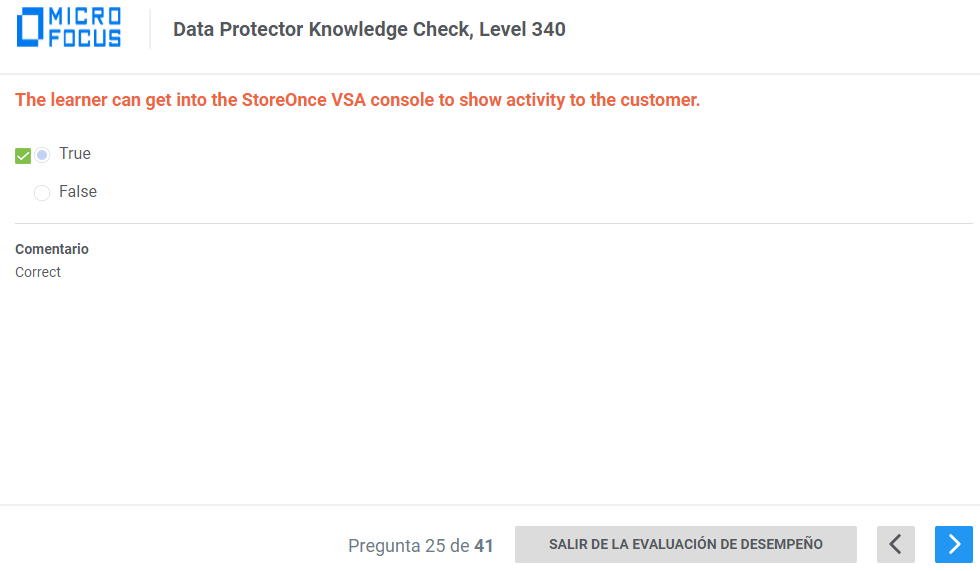 MICRO
FOCUS
Data Protector Knowledge Check, Level 340
The learner can get into the StoreOnce VSA console to show activity to the customer.
True
False
Comentario
Correct
Pregunta 25 de 41
SALIR DE LA EVALUACIÓN DE DESEMPEÑO